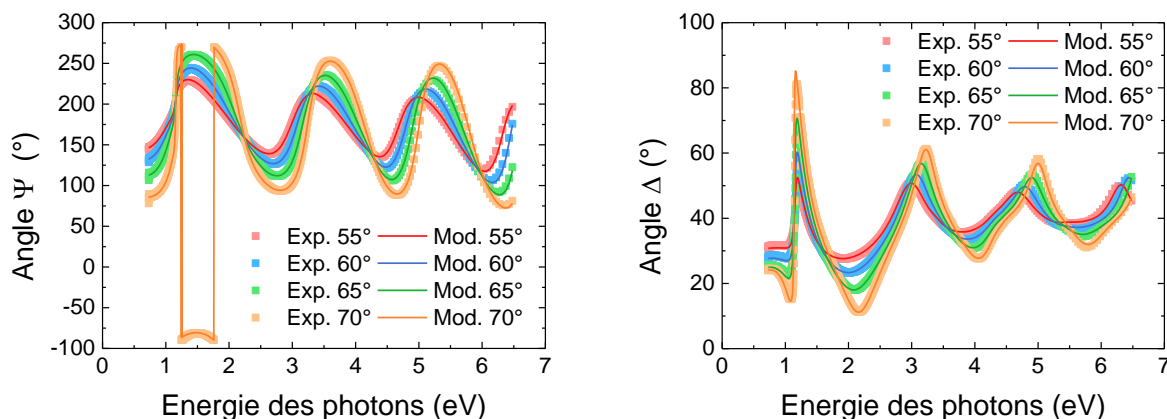 300
250
200
150
100
50
0
-50
-100
Angle Ψ (°)
Exp. 55° Mod. 55°
Exp. 60° Mod. 60°
Exp. 65° Mod. 65°
Exp. 70° Mod. 70°
0 1 2 3 4 5 6 7
Energie des photons (eV)
100
80
60
40
20
0
Angle Δ (°)
Exp. 55° Mod. 55°
Exp. 60° Mod. 60°
Exp. 65° Mod. 65°
Exp. 70° Mod. 70°
0 1 2 3 4 5 6 7
Energie des photons (eV)